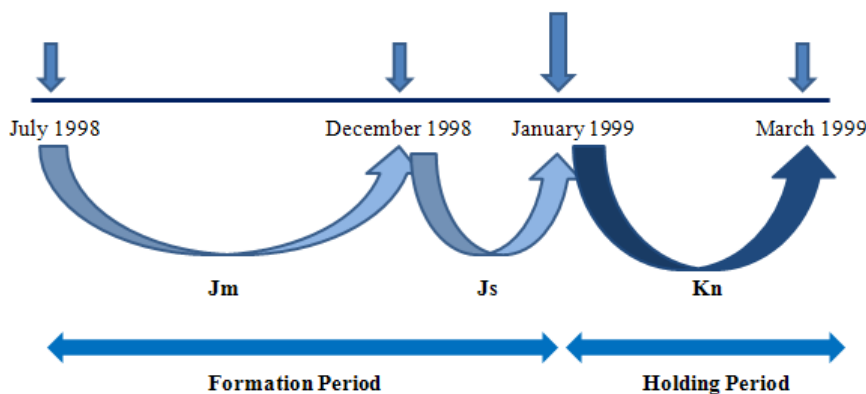 July 1998 December 1998 January 1999 March 1999
Jm Js Kn
Formation Period Holding Period